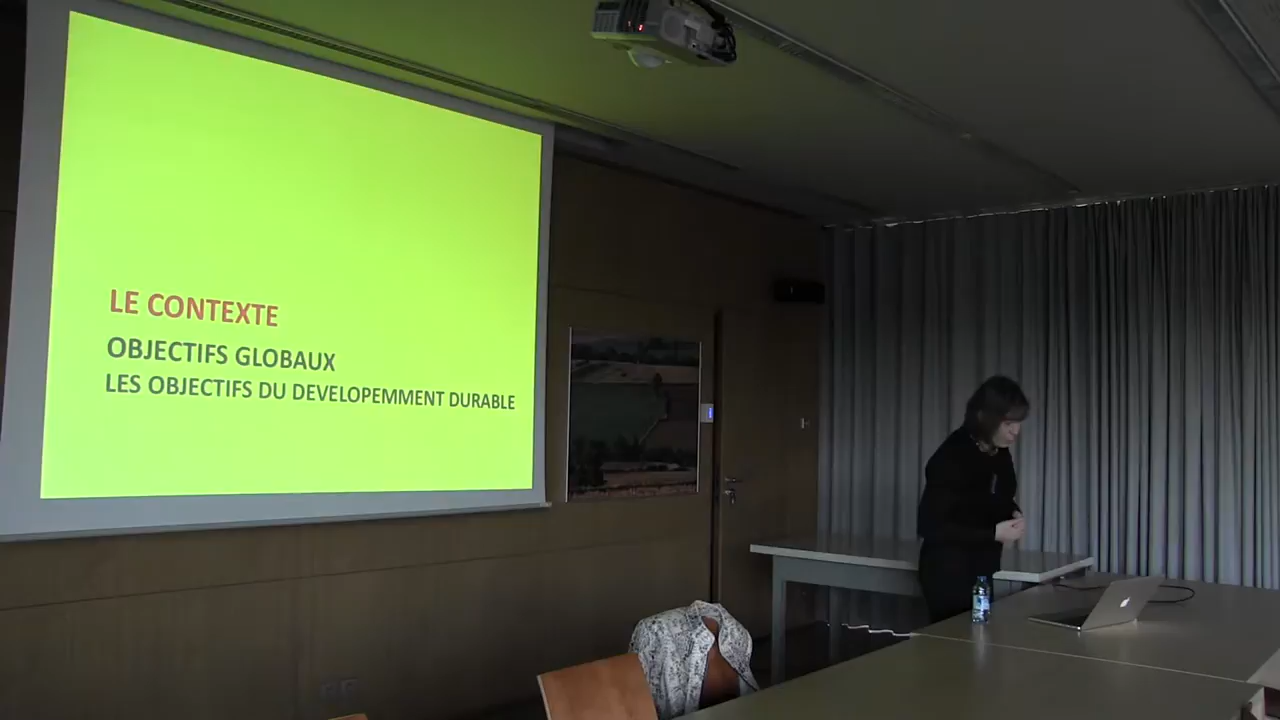 LE CONTEXTE
OBJECTIFS GLOBAUX
LES OBJECTIFS DU DEVELOPEMMENT DURABLE